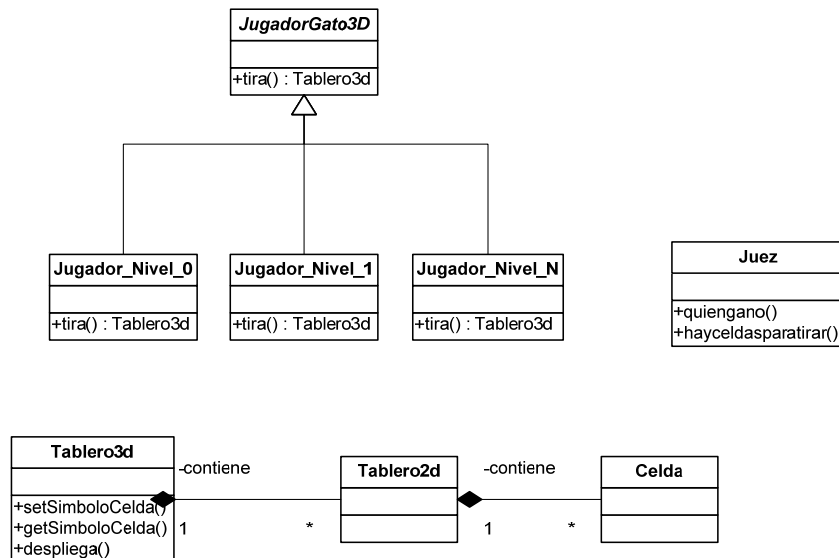 JugadorGato3D
+tira() : Tablero3d
Jugador_Nivel_0
+tira() : Tablero3d
Jugador_Nivel_1
+tira() : Tablero3d
Jugador_Nivel_N
+tira() : Tablero3d
Juez
+quiengano()
+hayceldasparatirar()
Tablero3d
+setSimboloCelda()
+getSimboloCelda()
+despliega()
-contiene
1
*
Tablero2d
-contiene
1
*
Celda